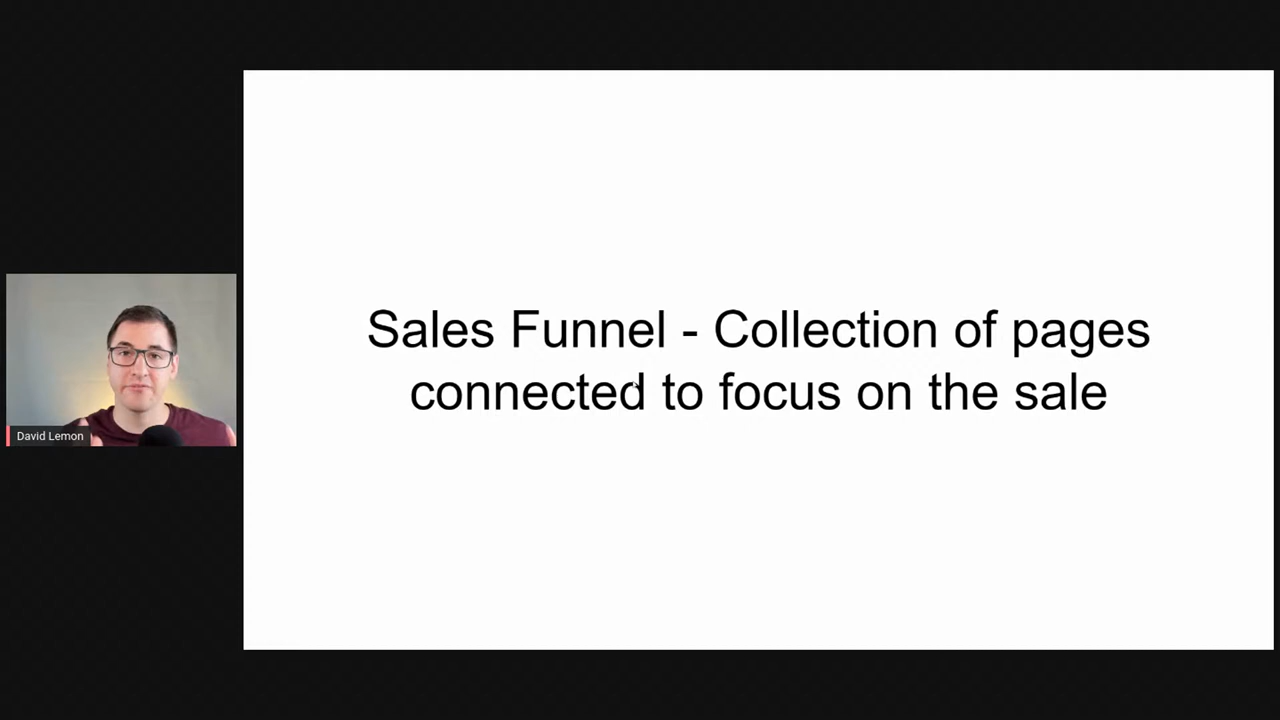 Sales Funnel - Collection of pages
connected to focus on the sale
David Lemon